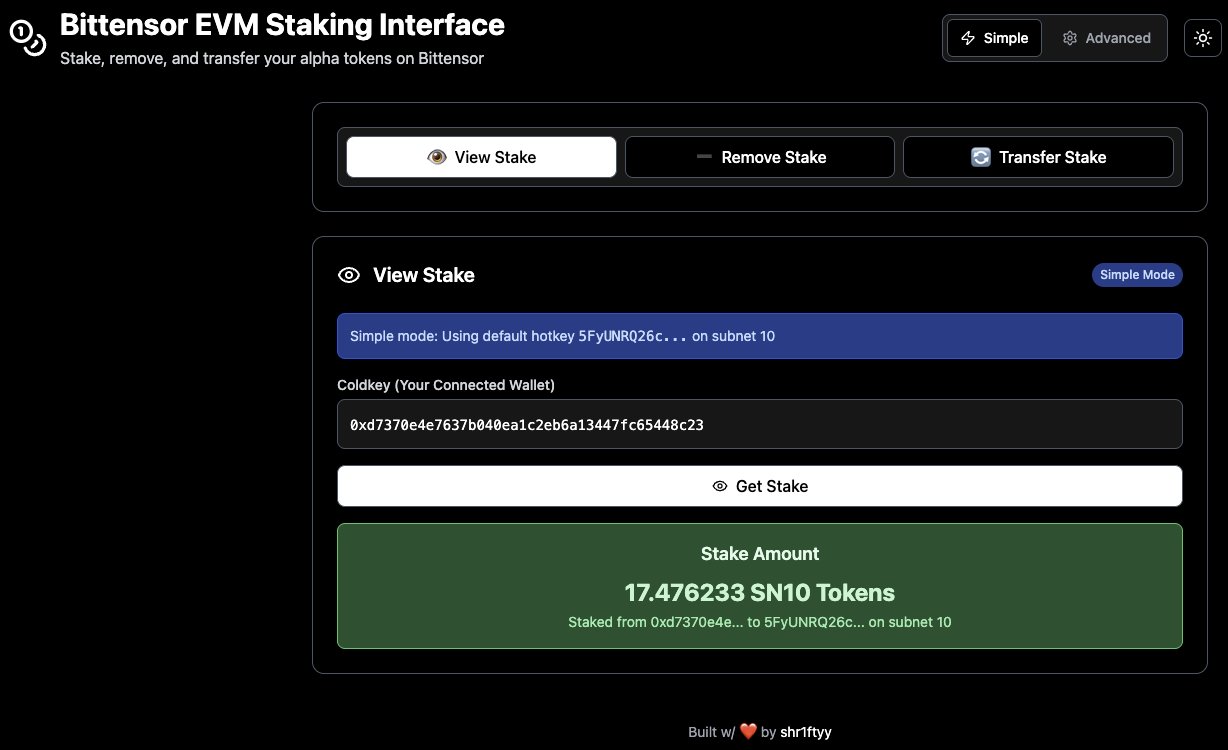 Bittensor EVM Staking Interface
Stake, remove, and transfer your alpha tokens on Bittensor
Simple
Advanced
View Stake
Remove Stake
Transfer Stake
View Stake
Simple Mode
Simple mode: Using default hotkey 5FyUNRQ26c... on subnet 10
Coldkey (Your Connected Wallet)
0xd7370e4e7637b040ea1c2eb6a13447fc65448c23
Get Stake
Stake Amount
17.476233 SN10 Tokens
Staked from 0xd7370e4e... to 5FyUNRQ26c... on subnet 10
Built w/ ❤️ by shr1ftyy